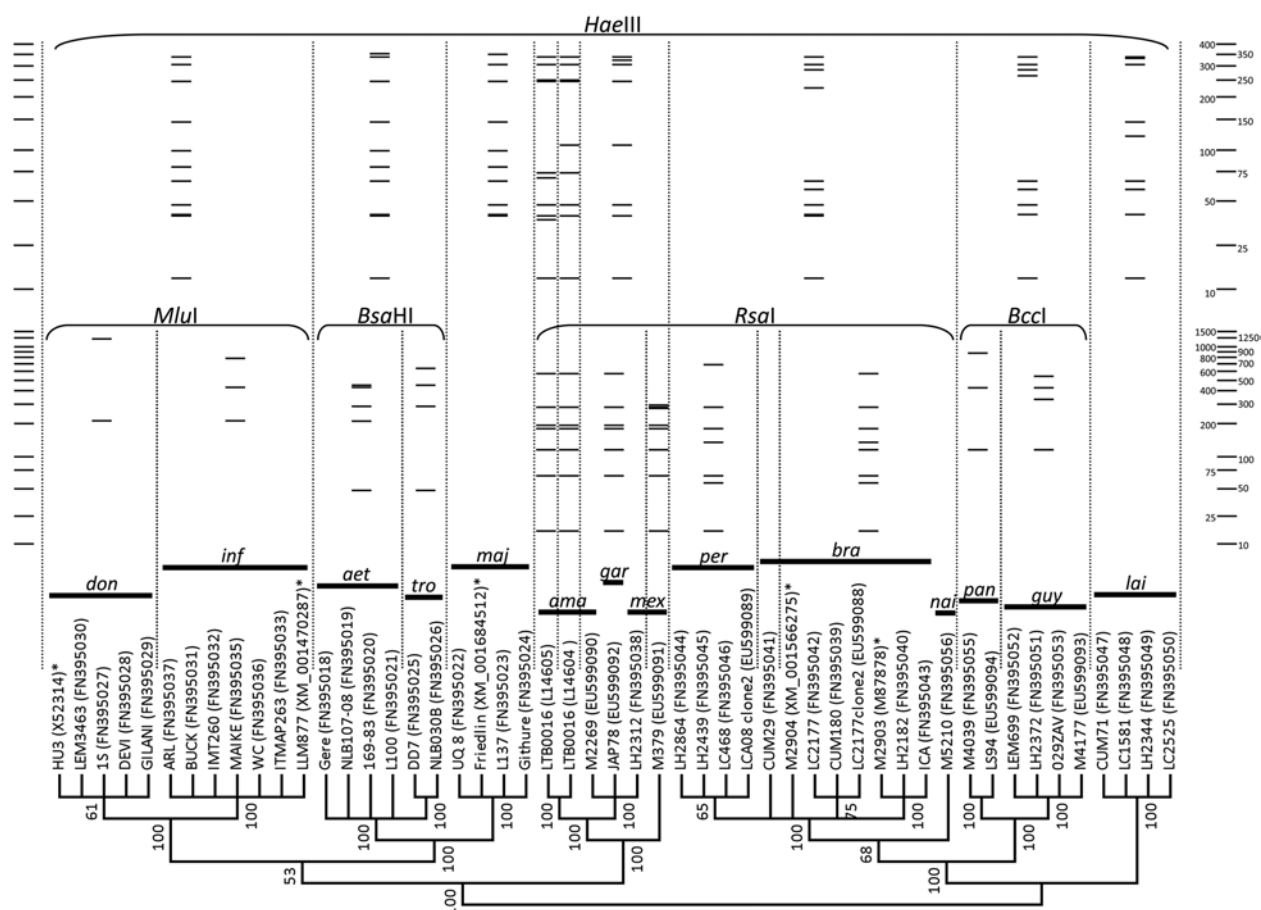 HaeIII
400
350
300
250
200
150
100
75
50
25
10
MluI
BsaHI
RsaI
BccI
1500
1250
1000
900
800
700
600
500
400
300
200
100
75
50
25
10
don
inf
aet
tro
maj
ama
gar
mex
per
bra
nai
pan
guy
lai
HU3 (X52314)*
LEM3463 (FN395030)
1S (FN395027)
DEVI (FN395028)
GILANI (FN395029)
ARL (FN395037)
BUCK (FN395031)
IMT260 (FN395032)
MAIKE (FN395035)
WC (FN395036)
ITMAP263 (FN395033)
LLM877 (XM_001470287)*
Gere (FN395018)
NLB107-08 (FN395019)
169-83 (FN395020)
L100 (FN395021)
DD7 (FN395025)
NLB030B (FN395026)
UQ 8 (FN395022)
Friedlin (XM_001684512)*
L137 (FN395023)
Githure (FN395024)
LTB0016 (L14605)
LTB0016 (L14604)
M2269 (EU599090)
JAP78 (EU599092)
LH2312 (FN395038)
M379 (EU599091)
LH2864 (FN395044)
LH2439 (FN395045)
LC468 (FN395046)
LCA08 clone2 (EU599089)
CUM29 (FN395041)
M2904 (XM_001566275)*
LC2177 (FN395042)
CUM180 (FN395039)
LC2177clone2 (EU599088)
M2903 (M87878)*
LH2182 (FN395040)
ICA (FN395043)
M5210 (FN395056)
M4039 (FN395055)
LS94 (EU599094)
LEM699 (FN395052)
LH2372 (FN395051)
O292AV (FN395053)
M4177 (EU599093)
CUM71 (FN395047)
LC1581 (FN395048)
LH2344 (FN395049)
LC2525 (FN395050)
61
100
100
100
100
100
100
100
100
100
100
65
75
100
100
100
100
100
100
68
53
100
100